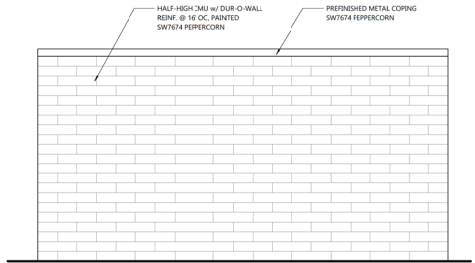 HALF-HIGH CMU w/ DUR-O-WALL
REINF. @ 16' OC, PAINTED
SW7674 PEPPERCORN
PREFINISHED METAL COPING
SW7674 PEPPERCORN